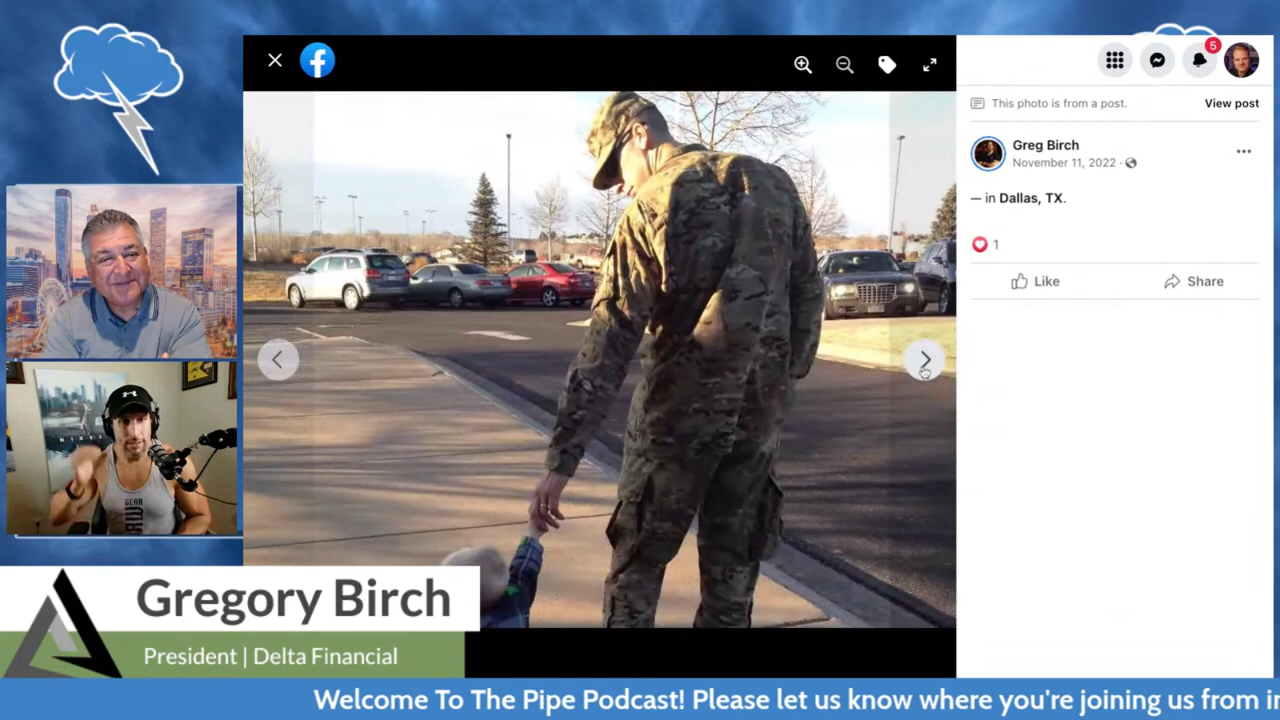 5
This photo is from a post.
View post
Greg Birch
November 11, 2022 ·
— in Dallas, TX.
1
Like
Share
GEAR
Gregory Birch
President | Delta Financial
Welcome To The Pipe Podcast! Please let us know where you're joining us from i